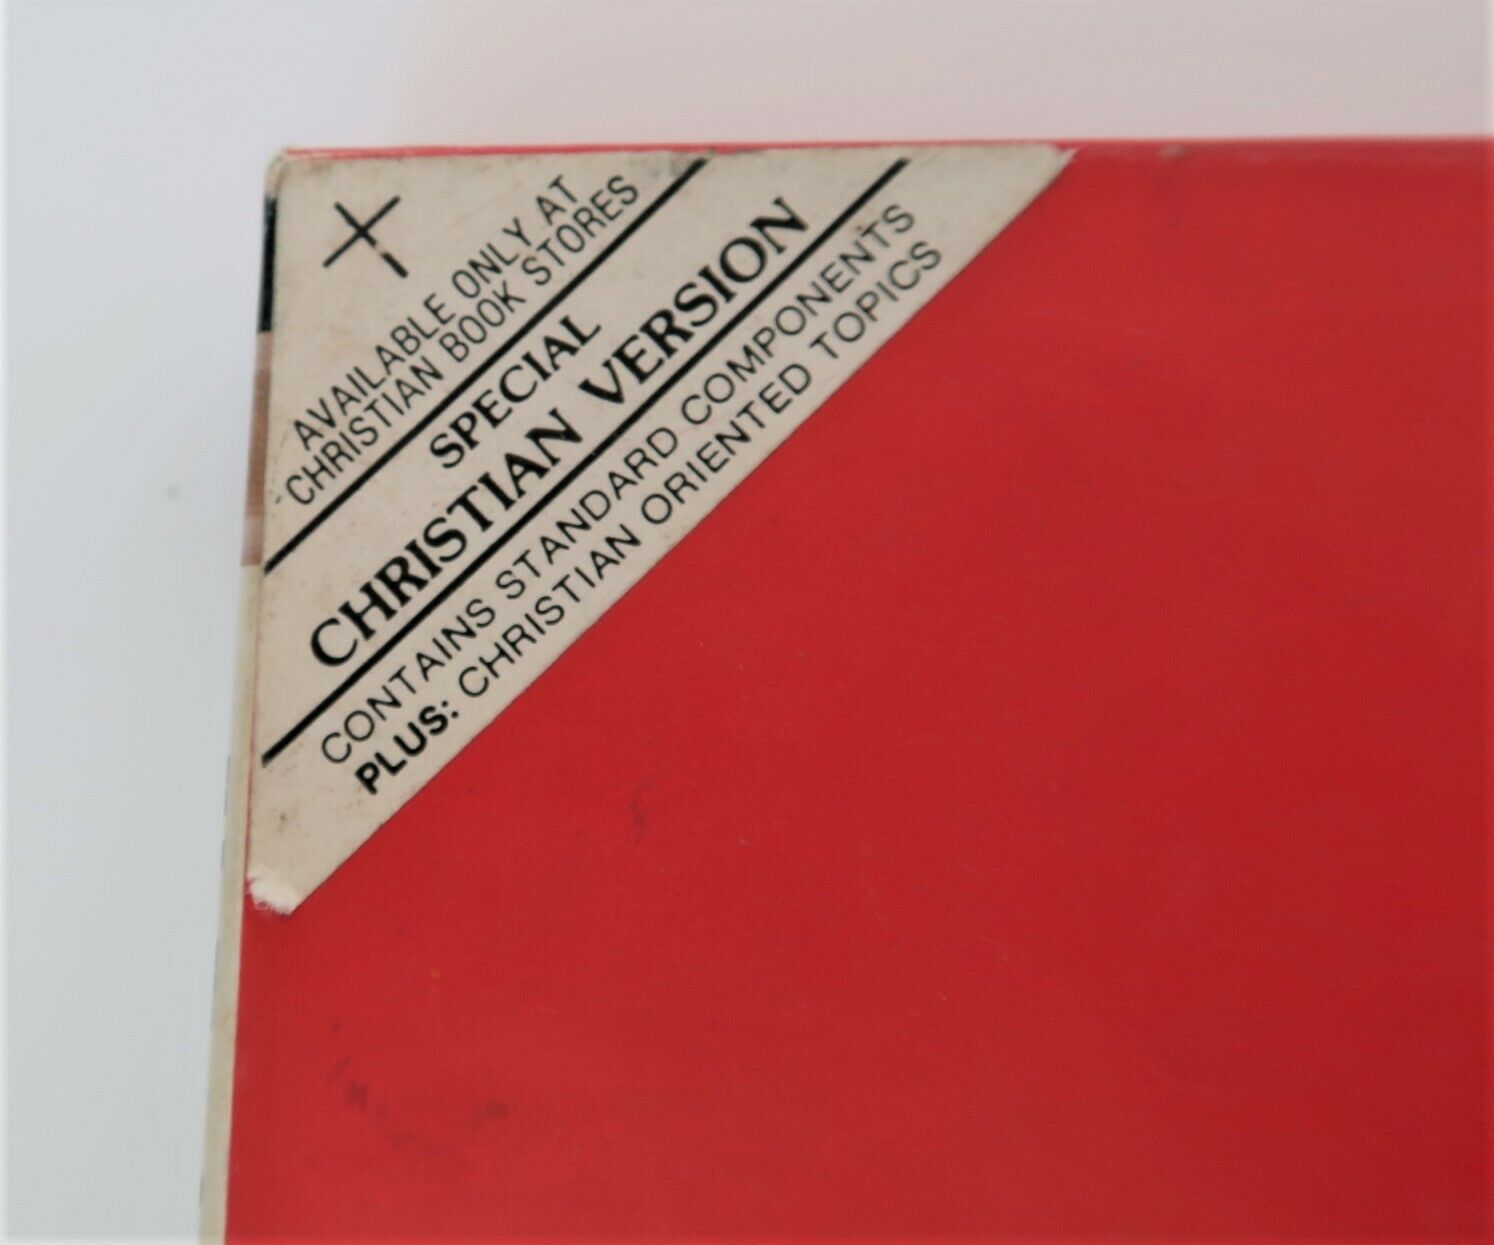 AVAILABLE ONLY AT
CHRISTIAN BOOK STORES
SPECIAL
CHRISTIAN VERSION
CONTAINS STANDARD COMPONENTS
PLUS: CHRISTIAN ORIENTED TOPICS